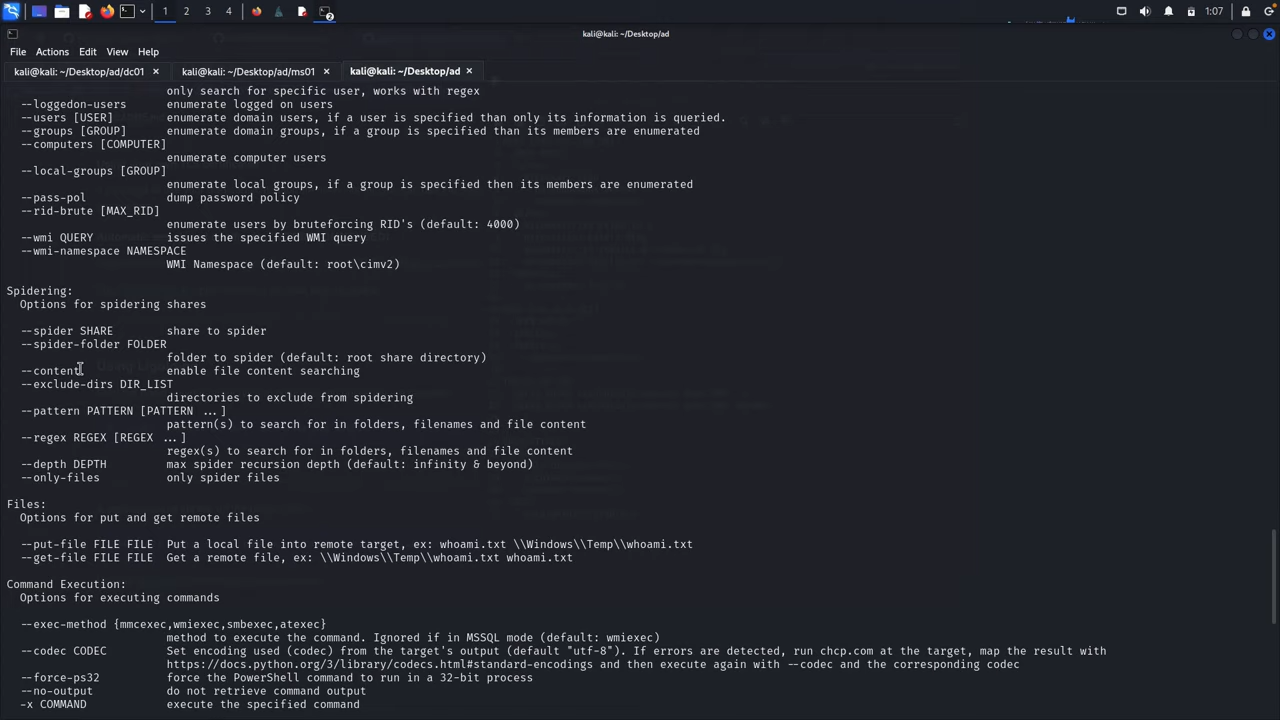 1 2 3 4 2 1:07
kali@kali: ~/Desktop/ad
File Actions Edit View Help
kali@kali: ~/Desktop/ad/dc01 × kali@kali: ~/Desktop/ad/ms01 × kali@kali: ~/Desktop/ad ×
only search for specific user, works with regex
--loggedon-users enumerate logged on users
--users [USER] enumerate domain users, if a user is specified than only its information is queried.
--groups [GROUP] enumerate domain groups, if a group is specified than its members are enumerated
--computers [COMPUTER]
enumerate computer users
--local-groups [GROUP]
enumerate local groups, if a group is specified then its members are enumerated
--pass-pol dump password policy
--rid-brute [MAX_RID]
enumerate users by bruteforcing RID's (default: 4000)
--wmi QUERY issues the specified WMI query
--wmi-namespace NAMESPACE
WMI Namespace (default: root\cimv2)
Spidering:
Options for spidering shares
--spider SHARE share to spider
--spider-folder FOLDER
folder to spider (default: root share directory)
--content enable file content searching
--exclude-dirs DIR_LIST
directories to exclude from spidering
--pattern PATTERN [PATTERN ...]
pattern(s) to search for in folders, filenames and file content
--regex REGEX [REGEX ...]
regex(s) to search for in folders, filenames and file content
--depth DEPTH max spider recursion depth (default: infinity & beyond)
--only-files only spider files
Files:
Options for put and get remote files
--put-file FILE FILE Put a local file into remote target, ex: whoami.txt \\Windows\\Temp\\whoami.txt
--get-file FILE FILE Get a remote file, ex: \\Windows\\Temp\\whoami.txt whoami.txt
Command Execution:
Options for executing commands
--exec-method {mmcexec,wmiexec,smbexec,atexec}
method to execute the command. Ignored if in MSSQL mode (default: wmiexec)
--codec CODEC Set encoding used (codec) from the target's output (default "utf-8"). If errors are detected, run chcp.com at the target, map the result with
https://docs.python.org/3/library/codecs.html#standard-encodings and then execute again with --codec and the corresponding codec
--force-ps32 force the PowerShell command to run in a 32-bit process
--no-output do not retrieve command output
-x COMMAND execute the specified command